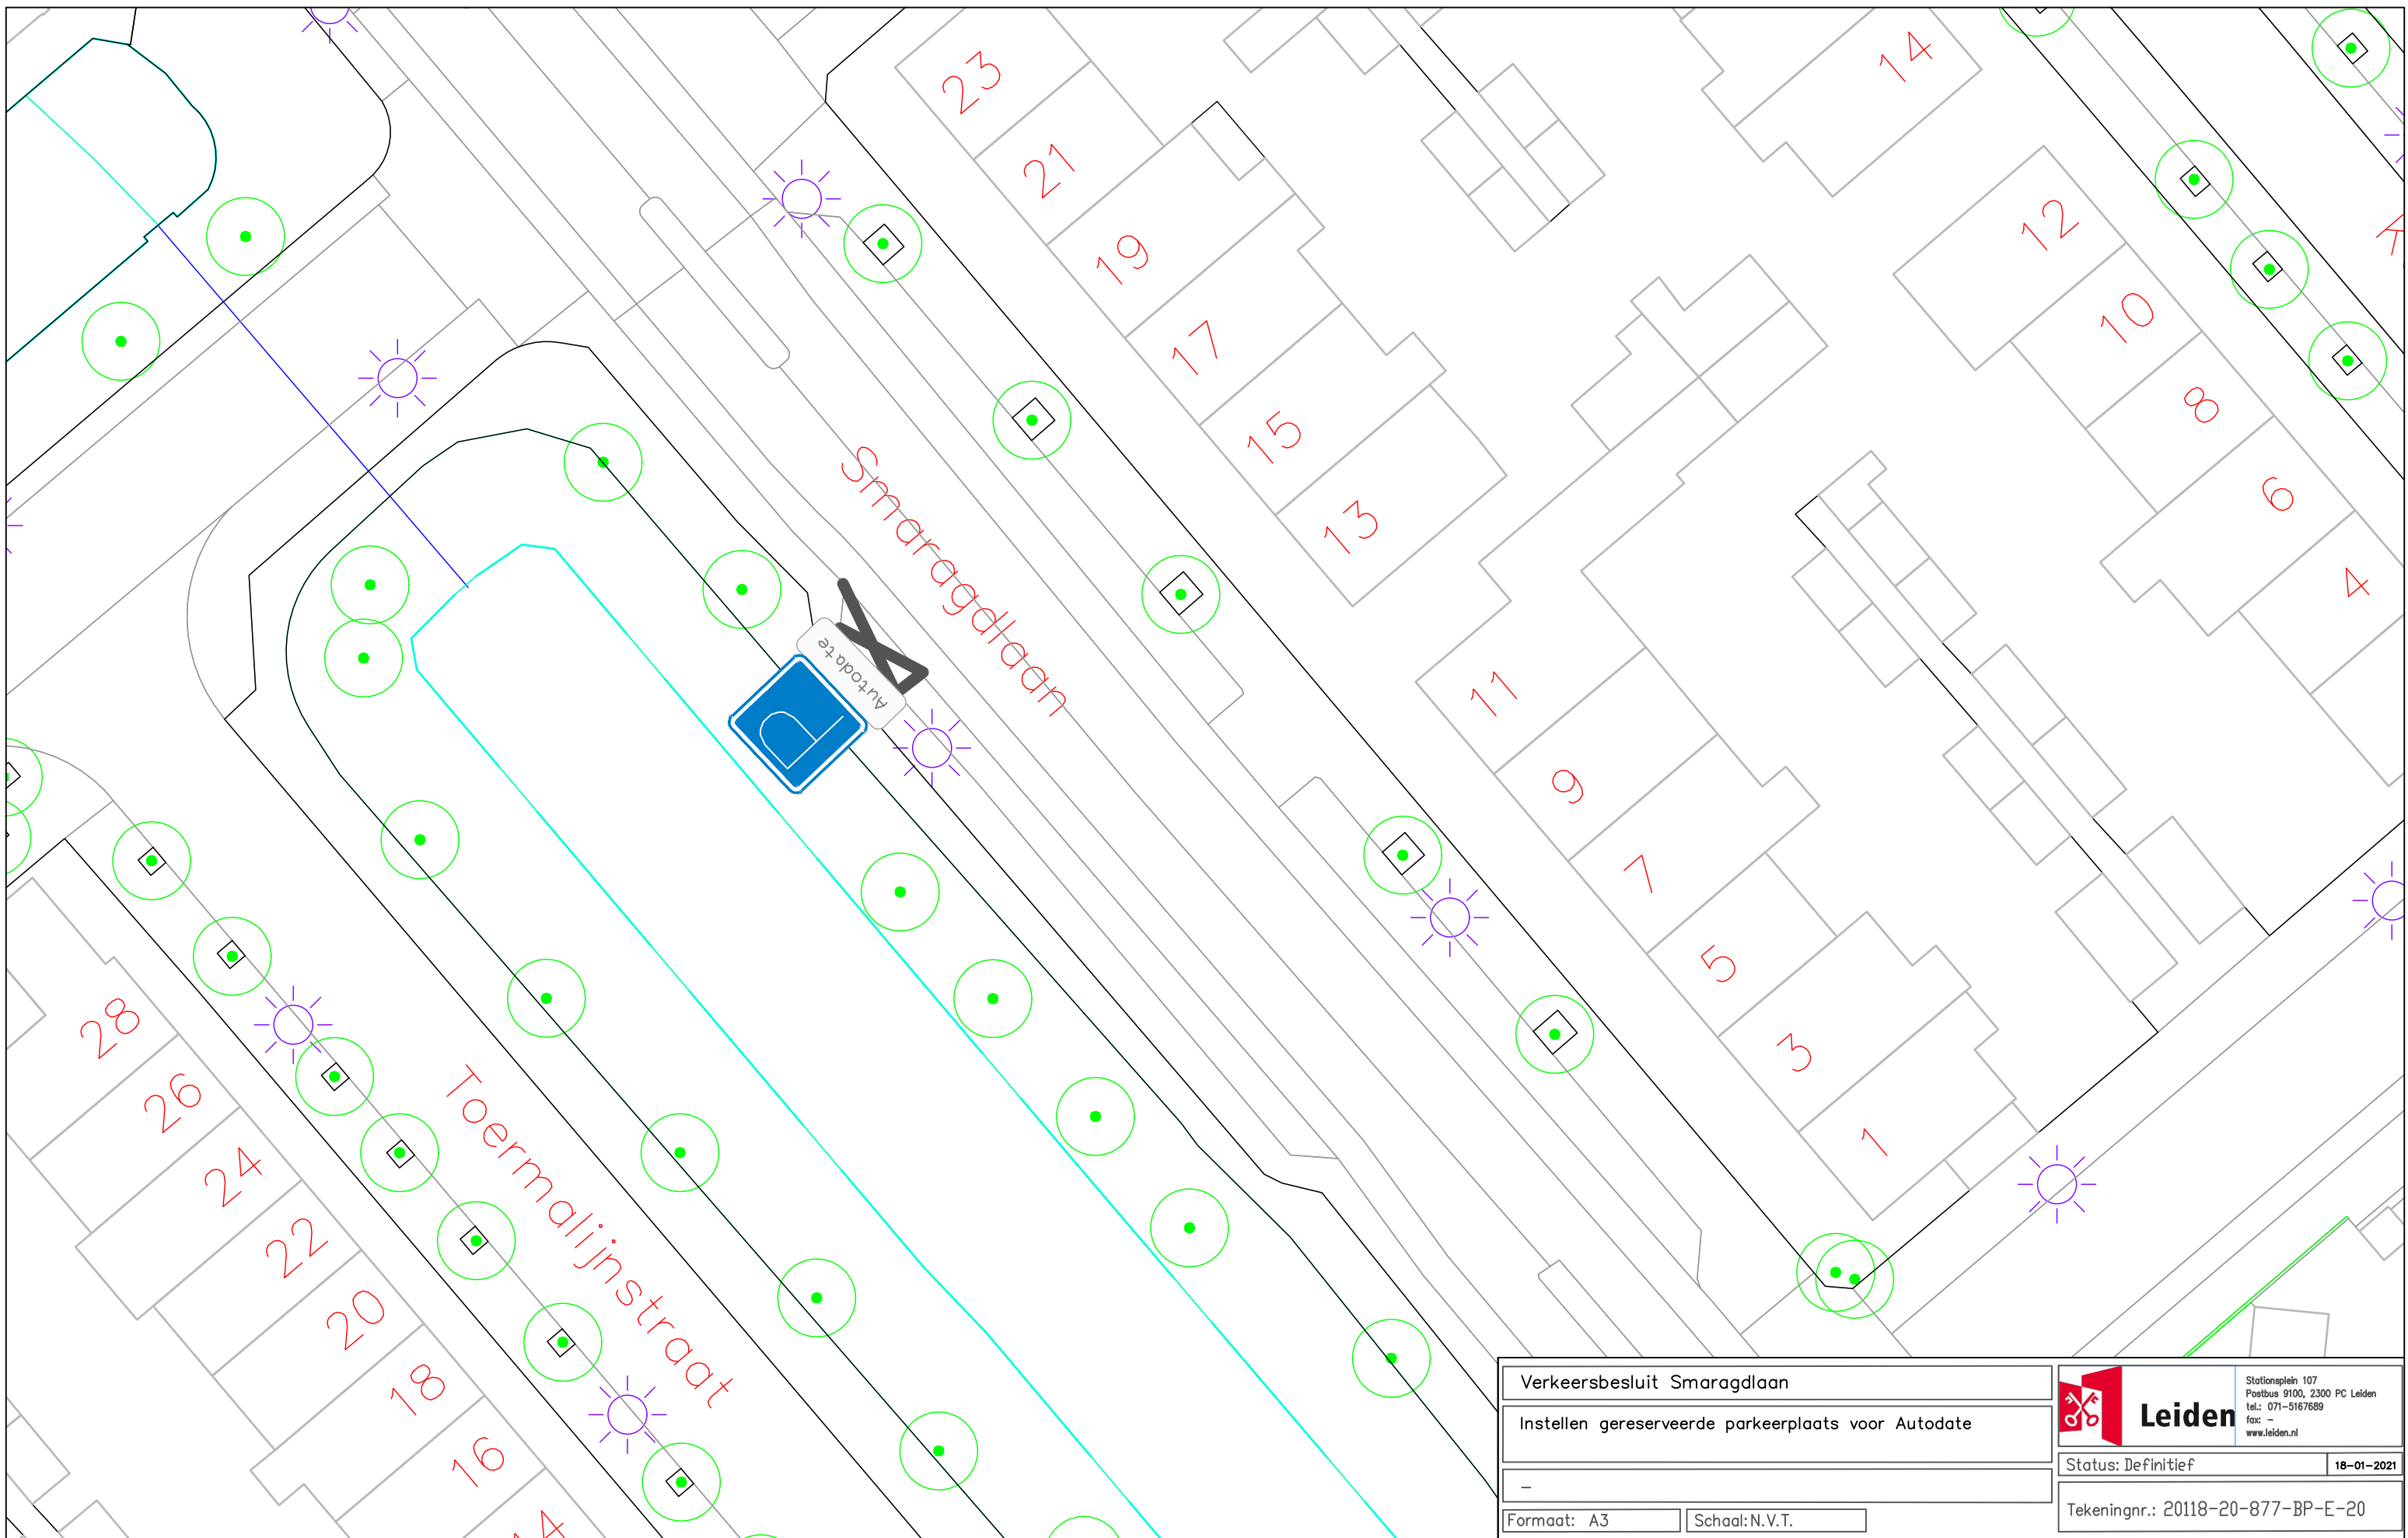 23
21
19
17
15
13
11
9
7
5
3
1
14
12
10
8
6
4
K
Smaragdlaan
Autodate
P
Toermalijnstraat
28
26
24
22
20
18
16
14
Verkeersbesluit Smaragdlaan
Instellen gereserveerde parkeerplaats voor Autodate
-
Formaat: A3
Schaal: N.V.T.
Leiden
Stationsplein 107
Postbus 9100, 2300 PC Leiden
tel.: 071-5167689
fax: -
www.leiden.nl
Status: Definitief
18-01-2021
Tekeningnr.: 20118-20-877-BP-E-20